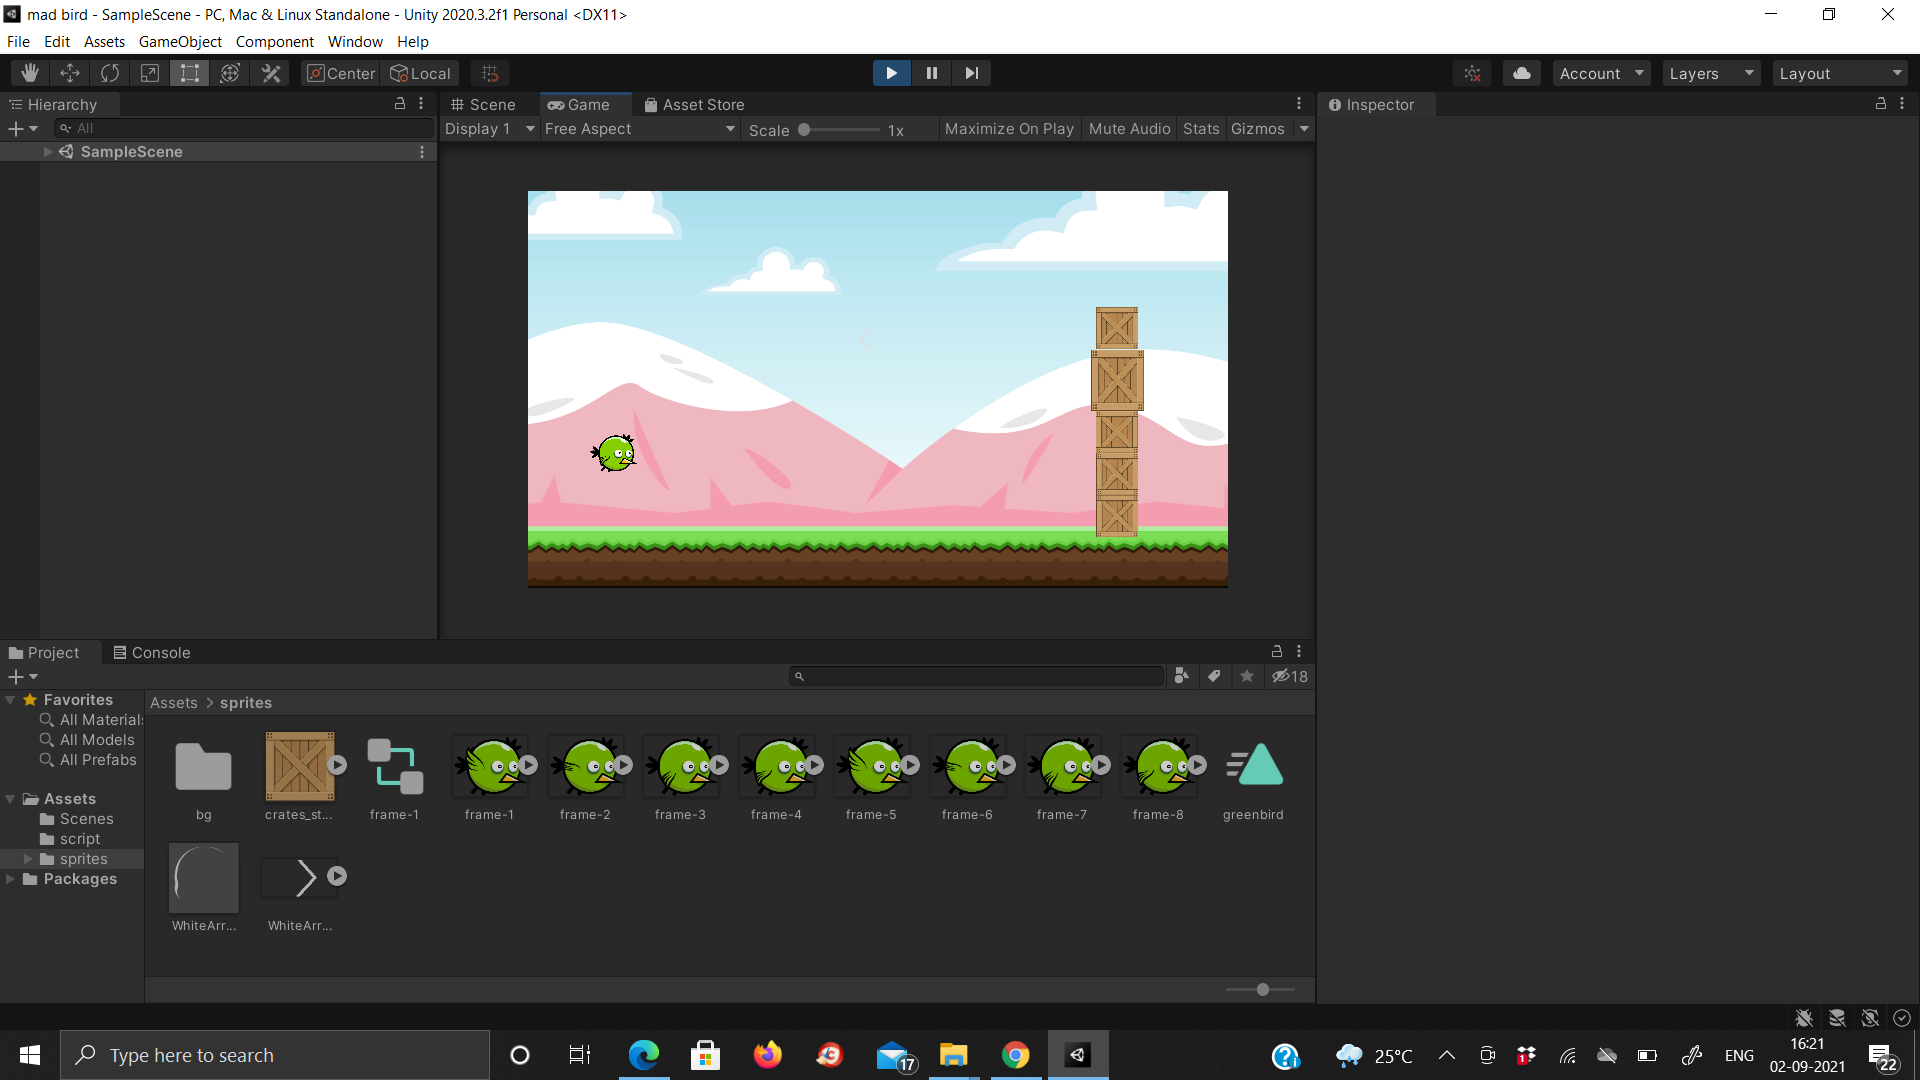 mad bird - SampleScene - PC, Mac & Linux Standalone - Unity 2020.3.2f1 Personal <DX11>
File Edit Assets GameObject Component Window Help
Center Local Account Layers Layout
Hierarchy Scene Game Asset Store Inspector
All Display 1 Free Aspect Scale 1x Maximize On Play Mute Audio Stats Gizmos
SampleScene
Project Console
18
Favorites
All Materials
All Models
All Prefabs
Assets
Scenes
script
sprites
Packages
Assets > sprites
bg crates_st... frame-1 frame-1 frame-2 frame-3 frame-4 frame-5 frame-6 frame-7 frame-8 greenbird
WhiteArr... WhiteArr...
Type here to search 17 25°C 1 ENG 16:21
02-09-2021 22